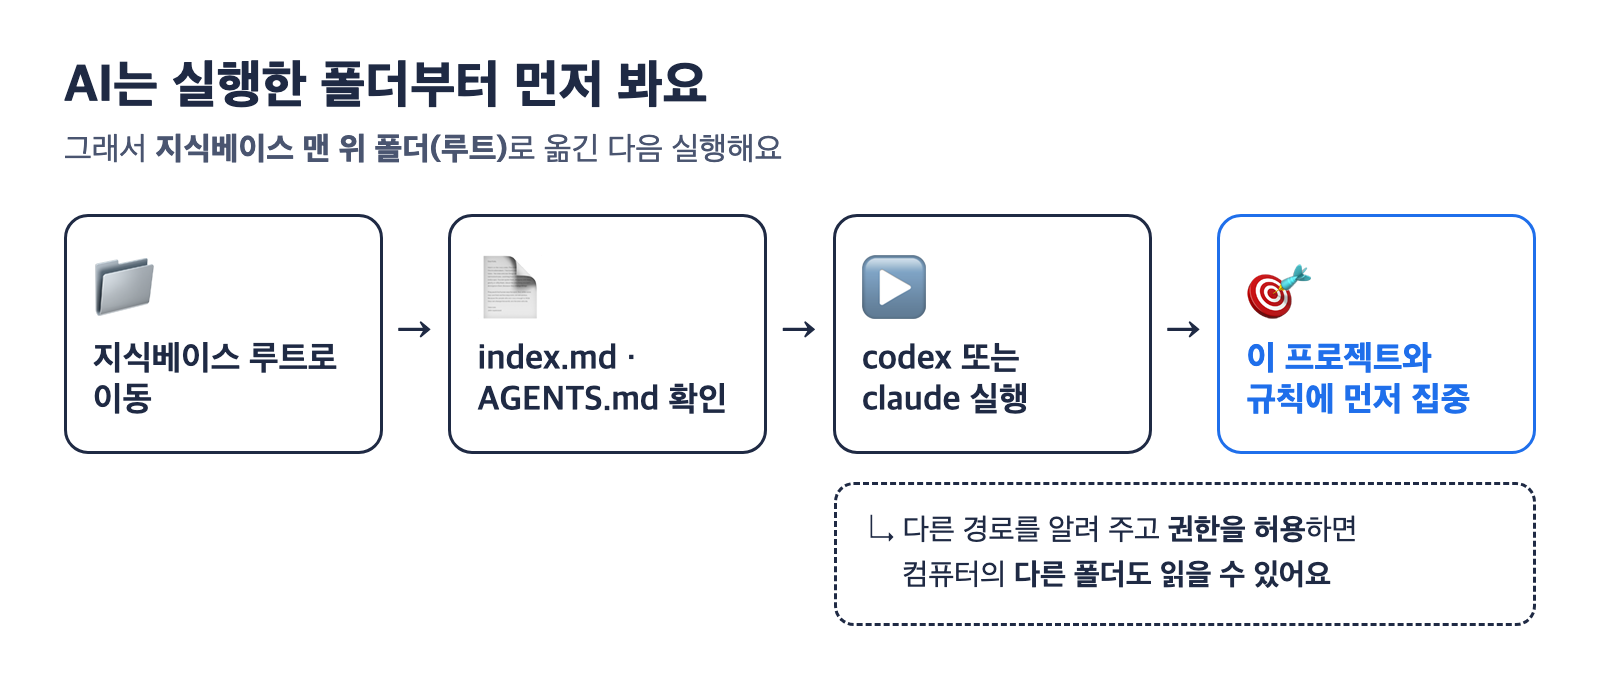 AI는 실행한 폴더부터 먼저 봐요
그래서 지식베이스 맨 위 폴더(루트)로 옮긴 다음 실행해요
지식베이스 루트로
이동
→
index.md ·
AGENTS.md 확인
→
codex 또는
claude 실행
→
이 프로젝트와
규칙에 먼저 집중
↳ 다른 경로를 알려 주고 권한을 허용하면
컴퓨터의 다른 폴더도 읽을 수 있어요